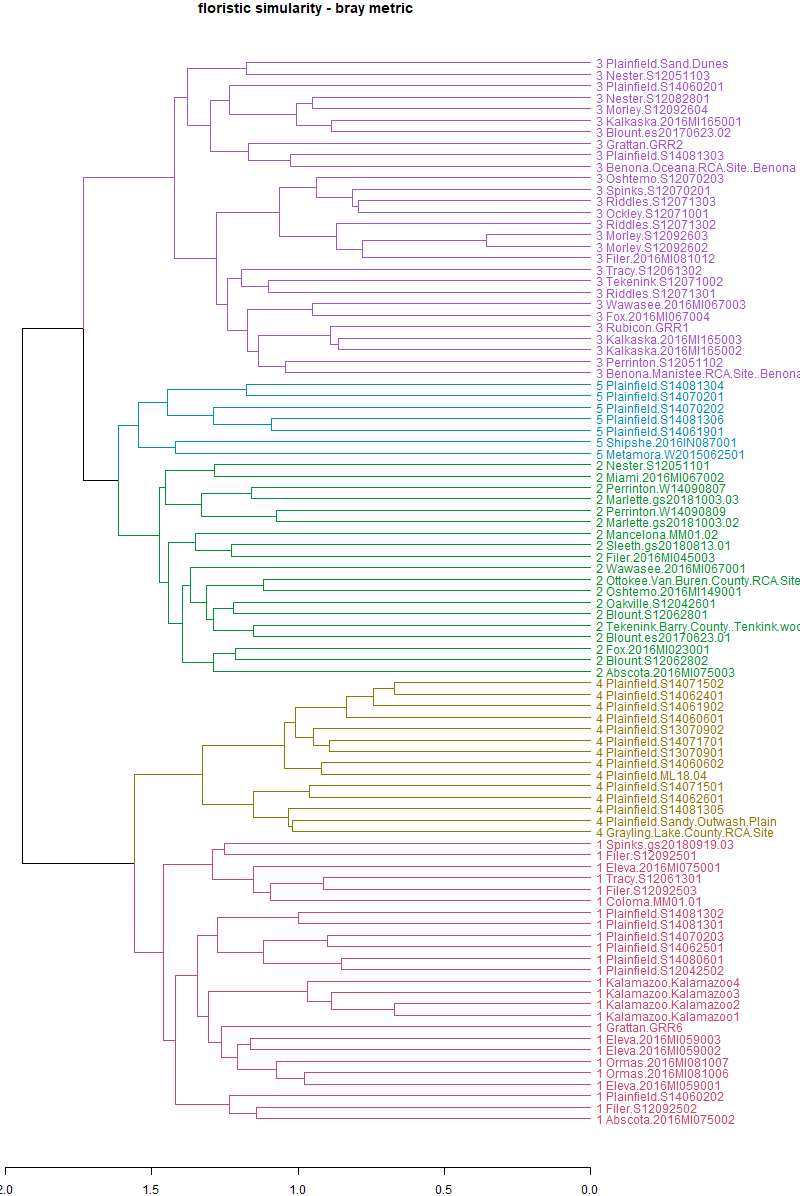 floristic simularity - bray metric
3 Plainfield.Sand.Dunes
3 Nester.S12051103
3 Plainfield.S14060201
3 Nester.S12082801
3 Morley.S12092604
3 Kalkaska.2016MI165001
3 Blount.es20170623.02
3 Grattan.GRR2
3 Plainfield.S14081303
3 Benona.Oceana.RCA.Site..Benona
3 Oshtemo.S12070203
3 Spinks.S12070201
3 Riddles.S12071303
3 Ockley.S12071001
3 Riddles.S12071302
3 Morley.S12092603
3 Morley.S12092602
3 Filer.2016MI081012
3 Tracy.S12061302
3 Tekenink.S12071002
3 Riddles.S12071301
3 Wawasee.2016MI067003
3 Fox.2016MI067004
3 Rubicon.GRR1
3 Kalkaska.2016MI165003
3 Kalkaska.2016MI165002
3 Perrinton.S12051102
3 Benona.Manistee.RCA.Site..Benona
5 Plainfield.S14081304
5 Plainfield.S14070201
5 Plainfield.S14070202
5 Plainfield.S14081306
5 Plainfield.S14061901
5 Shipshe.2016IN087001
5 Metamora.W2015062501
2 Nester.S12051101
2 Miami.2016MI067002
2 Perrinton.W14090807
2 Marlette.gs20181003.03
2 Perrinton.W14090809
2 Marlette.gs20181003.02
2 Mancelona.MM01.02
2 Sleeth.gs20180813.01
2 Filer.2016MI045003
2 Wawasee.2016MI067001
2 Ottokee.Van.Buren.County.RCA.Site
2 Oshtemo.2016MI149001
2 Oakville.S12042601
2 Blount.S12062801
2 Tekenink.Barry.County..Tenkink.woo
2 Blount.es20170623.01
2 Fox.2016MI023001
2 Blount.S12062802
2 Abscota.2016MI075003
4 Plainfield.S14071502
4 Plainfield.S14062401
4 Plainfield.S14061902
4 Plainfield.S14060601
4 Plainfield.S13070902
4 Plainfield.S14071701
4 Plainfield.S13070901
4 Plainfield.S14060602
4 Plainfield.ML18.04
4 Plainfield.S14071501
4 Plainfield.S14062601
4 Plainfield.S14081305
4 Plainfield.Sandy.Outwash.Plain
4 Grayling.Lake.County.RCA.Site
1 Spinks.gs20180919.03
1 Filer.S12092501
1 Eleva.2016MI075001
1 Tracy.S12061301
1 Filer.S12092503
1 Coloma.MM01.01
1 Plainfield.S14081302
1 Plainfield.S14081301
1 Plainfield.S14070203
1 Plainfield.S14062501
1 Plainfield.S14080601
1 Plainfield.S12042502
1 Kalamazoo.Kalamazoo4
1 Kalamazoo.Kalamazoo3
1 Kalamazoo.Kalamazoo2
1 Kalamazoo.Kalamazoo1
1 Grattan.GRR6
1 Eleva.2016MI059003
1 Eleva.2016MI059002
1 Ormas.2016MI081007
1 Ormas.2016MI081006
1 Eleva.2016MI059001
1 Plainfield.S14060202
1 Filer.S12092502
1 Abscota.2016MI075002
2.0 1.5 1.0 0.5 0.0